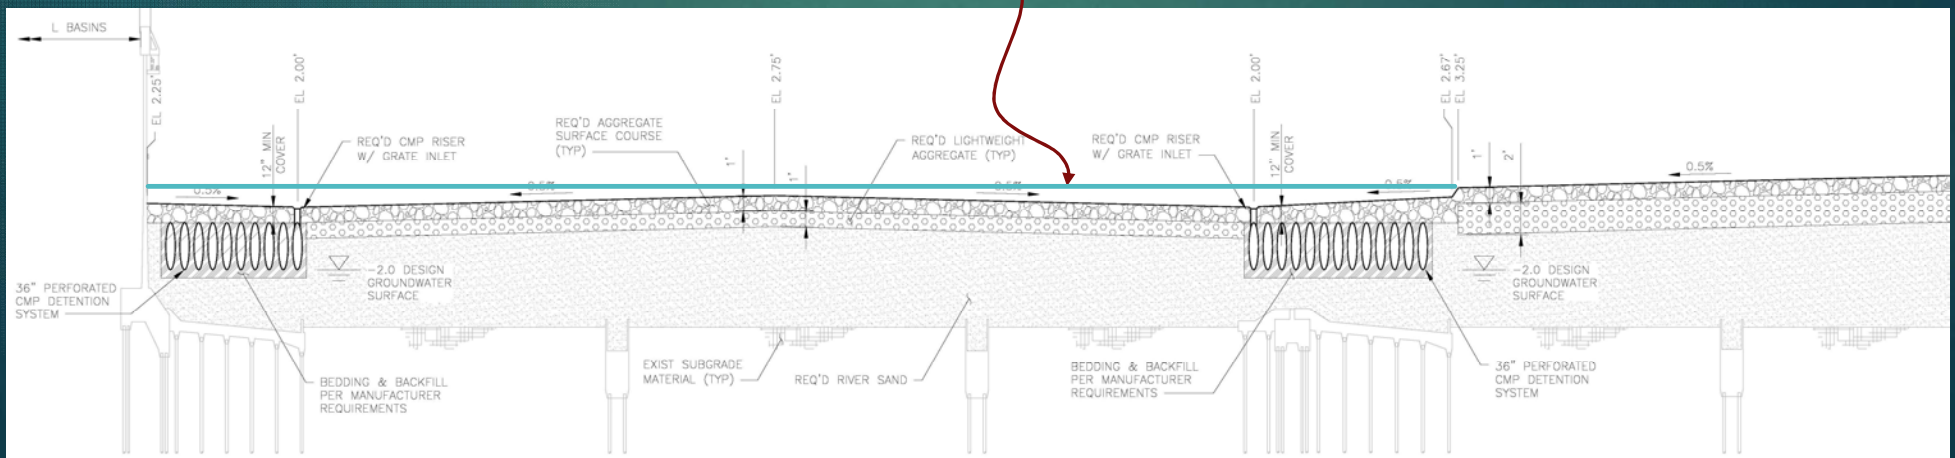 L BASINS
EL 2.25'
EL 2.00'
12" MIN
COVER
REQ'D CMP RISER
W/ GRATE INLET
REQ'D AGGREGATE
SURFACE COURSE
(TYP)
1'
EL 2.75'
1'
REQ'D LIGHTWEIGHT
AGGREGATE (TYP)
REQ'D CMP RISER
W/ GRATE INLET
EL 2.00'
12" MIN
COVER
EL 2.67'
EL 3.25'
1'
2'
0.5%
0.5%
0.5%
0.5%
0.5%
36" PERFORATED
CMP DETENTION
SYSTEM
-2.0 DESIGN
GROUNDWATER
SURFACE
-2.0 DESIGN
GROUNDWATER
SURFACE
BEDDING & BACKFILL
PER MANUFACTURER
REQUIREMENTS
EXIST SUBGRADE
MATERIAL (TYP)
REQ'D RIVER SAND
BEDDING & BACKFILL
PER MANUFACTURER
REQUIREMENTS
36" PERFORATED
CMP DETENTION
SYSTEM